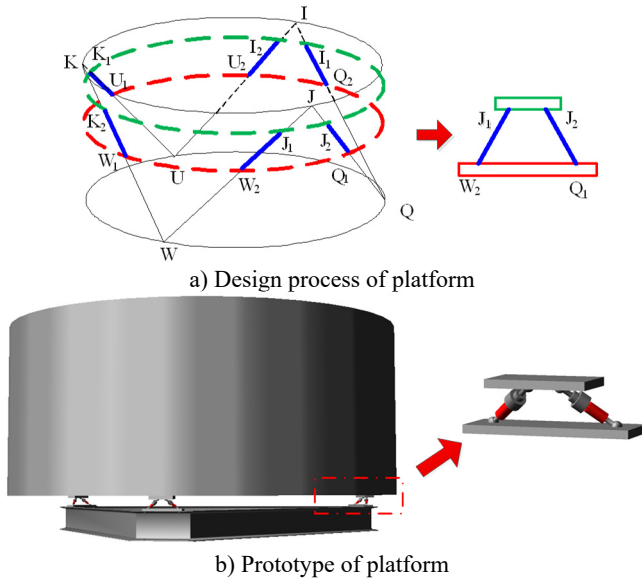 I
K
K₁
I₂
I₁
U₂
U₁
Q₂
J
K₂
J₁
J₂
W₁
U
W₂
Q₁
Q
W
J₁
J₂
W₂
Q₁
a) Design process of platform
b) Prototype of platform